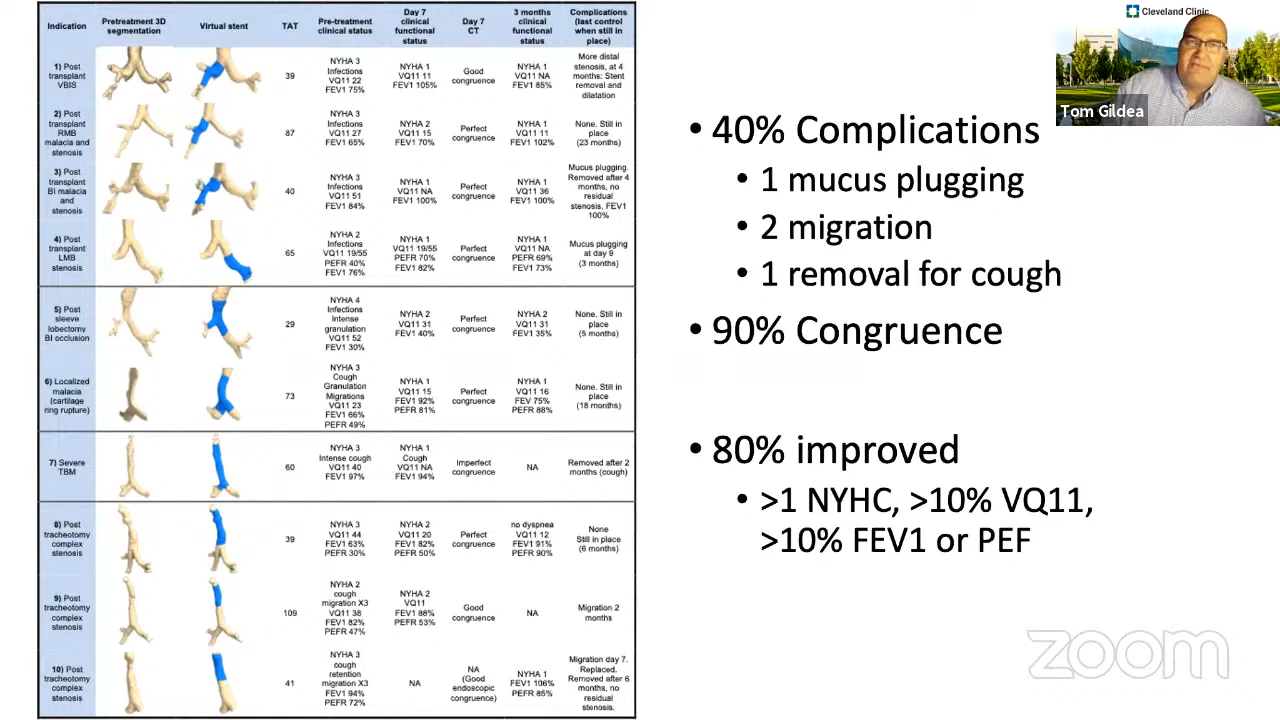 Indication
Pretreatment 3D
segmentation
Virtual stent
TAT
Pre-treatment
clinical status
Day 7
clinical
functional
status
Day 7
CT
3 months
clinical
functional
status
Complications
(last control
when still in
place)
1) Post
transplant
VBIS
39
NYHA 3
Infections
VQ11 22
FEV1 75%
NYHA 1
VQ11 11
FEV1 105%
Good
congruence
NYHA 1
VQ11 NA
FEV1 85%
More distal
stenosis, at 4
months: Stent
removal and
dilatation
2) Post
transplant
RMB
malacia and
stenosis
87
NYHA 3
Infections
VQ11 27
FEV1 65%
NYHA 2
VQ11 15
FEV1 70%
Perfect
congruence
NYHA 1
VQ11 11
FEV1 102%
None. Still in
place
(23 months)
3) Post
transplant
BI malacia
and
stenosis
40
NYHA 3
Infections
VQ11 51
FEV1 84%
NYHA 1
VQ11 NA
FEV1 100%
Perfect
congruence
NYHA 1
VQ11 36
FEV1 100%
Mucus plugging.
Removed after 4
months, no
residual
stenosis, FEV1
100%
4) Post
transplant
LMB
stenosis
65
NYHA 2
Infections
VQ11 19/55
PEFR 40%
FEV1 76%
NYHA 1
VQ11 19/55
PEFR 70%
FEV1 82%
Perfect
congruence
NYHA 1
VQ11 NA
PEFR 69%
FEV1 73%
Mucus plugging
at day 9
(3 months)
5) Post
sleeve
lobectomy
BI occlusion
29
NYHA 4
Infections
Intense
granulation
VQ11 52
FEV1 30%
NYHA 2
VQ11 31
FEV1 40%
Perfect
congruence
NYHA 2
VQ11 31
FEV1 35%
None. Still in
place
(5 months)
6) Localized
malacia
(cartilage
ring rupture)
73
NYHA 3
Cough
Granulation
Migrations
VQ11 23
FEV1 66%
PEFR 49%
NYHA 1
VQ11 15
FEV1 92%
PEFR 81%
Perfect
congruence
NYHA 1
VQ11 16
FEV 75%
PEFR 88%
None. Still in
place
(18 months)
7) Severe
TBM
60
NYHA 3
Intense cough
VQ11 40
FEV1 97%
NYHA 1
Cough
VQ11 NA
FEV1 94%
Imperfect
congruence
NA
Removed after 2
months (cough)
8) Post
tracheotomy
complex
stenosis
39
NYHA 3
VQ11 44
FEV1 63%
PEFR 30%
NYHA 2
VQ11 20
FEV1 82%
PEFR 50%
Perfect
congruence
no dyspnea
VQ11 12
FEV1 91%
PEFR 90%
None
Still in place
(6 months)
9) Post
tracheotomy
complex
stenosis
109
NYHA 2
cough
migration X3
VQ11 38
FEV1 82%
PEFR 47%
NYHA 2
VQ11
FEV1 88%
PEFR 53%
Good
congruence
NA
Migration 2
months
10) Post
tracheotomy
complex
stenosis
41
NYHA 3
cough
retention
migration X3
FEV1 94%
PEFR 72%
NA
NA
(Good
endoscopic
congruence)
NYHA 1
FEV1 106%
PEFR 85%
Migration day 7.
Replaced.
Removed after 6
months, no
residual
stenosis.
• 40% Complications
• 1 mucus plugging
• 2 migration
• 1 removal for cough
• 90% Congruence
• 80% improved
• >1 NYHC, >10% VQ11,
>10% FEV1 or PEF
Cleveland Clinic
Tom Gildea
zoom